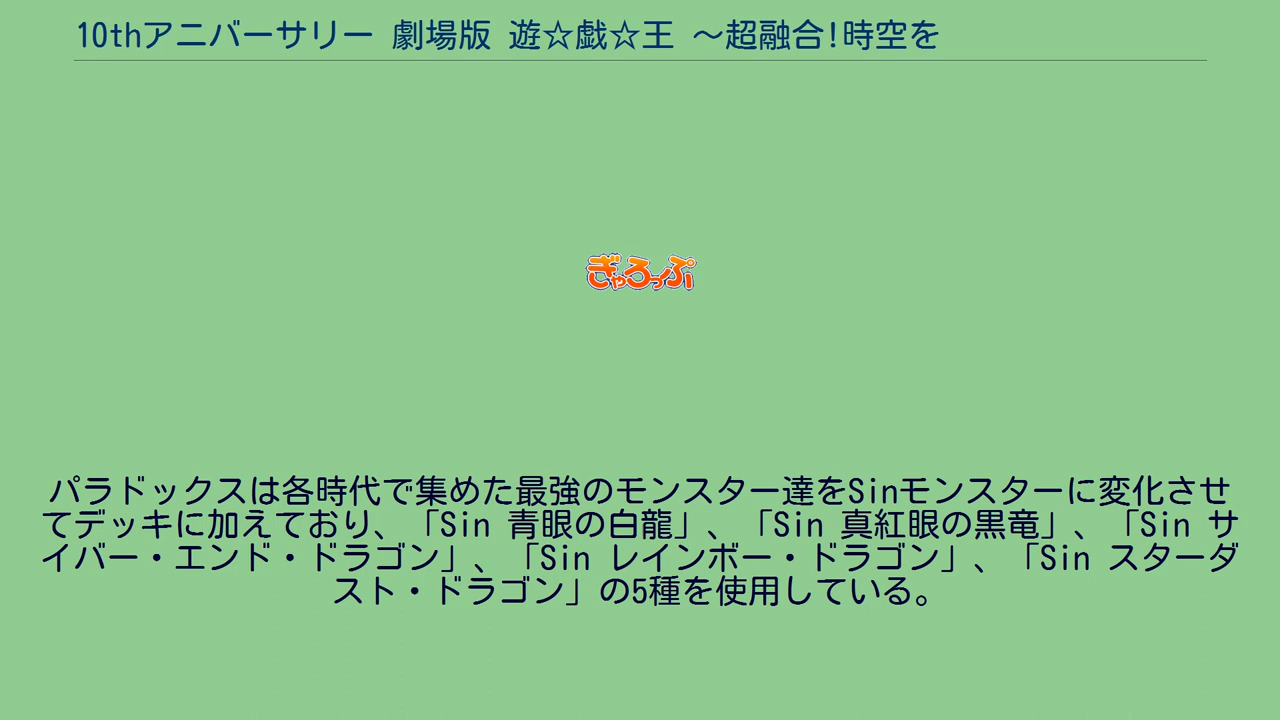 10thアニバーサリー 劇場版 遊☆戯☆王 ～超融合!時空を
ぎゃろっぷ
パラドックスは各時代で集めた最強のモンスター達をSinモンスターに変化させ
てデッキに加えており、「Sin 青眼の白龍」、「Sin 真紅眼の黒竜」、「Sin サ
イバー・エンド・ドラゴン」、「Sin レインボー・ドラゴン」、「Sin スターダ
スト・ドラゴン」の5種を使用している。